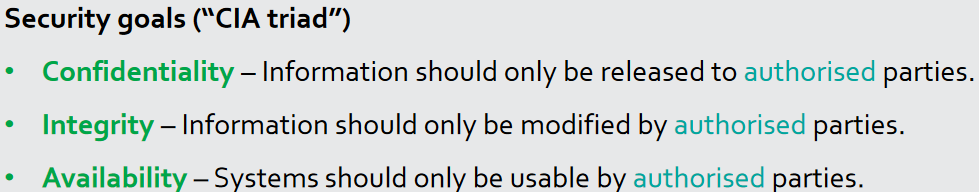 Security goals (“CIA triad”)
• Confidentiality – Information should only be released to authorised parties.
• Integrity – Information should only be modified by authorised parties.
• Availability – Systems should only be usable by authorised parties.